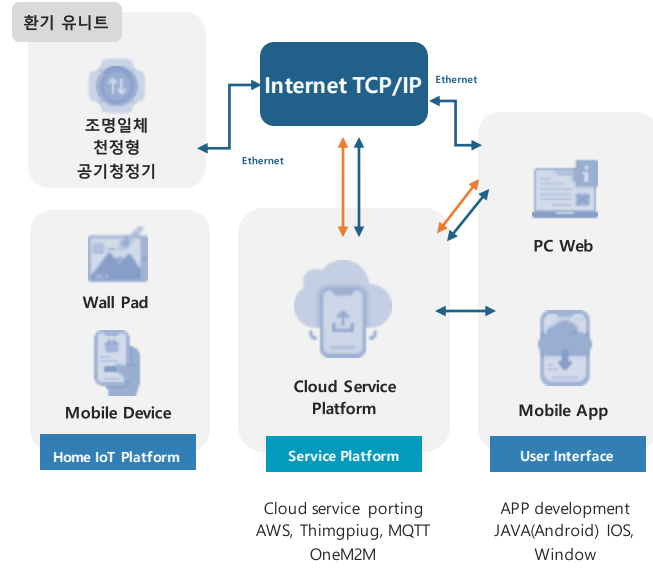 환기 유니트
조명일체
천정형
공기청정기
Internet TCP/IP
Ethernet
Ethernet
Wall Pad
Mobile Device
Home IoT Platform
Cloud Service
Platform
Service Platform
Cloud service porting
AWS, Thimgpiug, MQTT
OneM2M
PC Web
Mobile App
User Interface
APP development
JAVA(Android) IOS,
Window